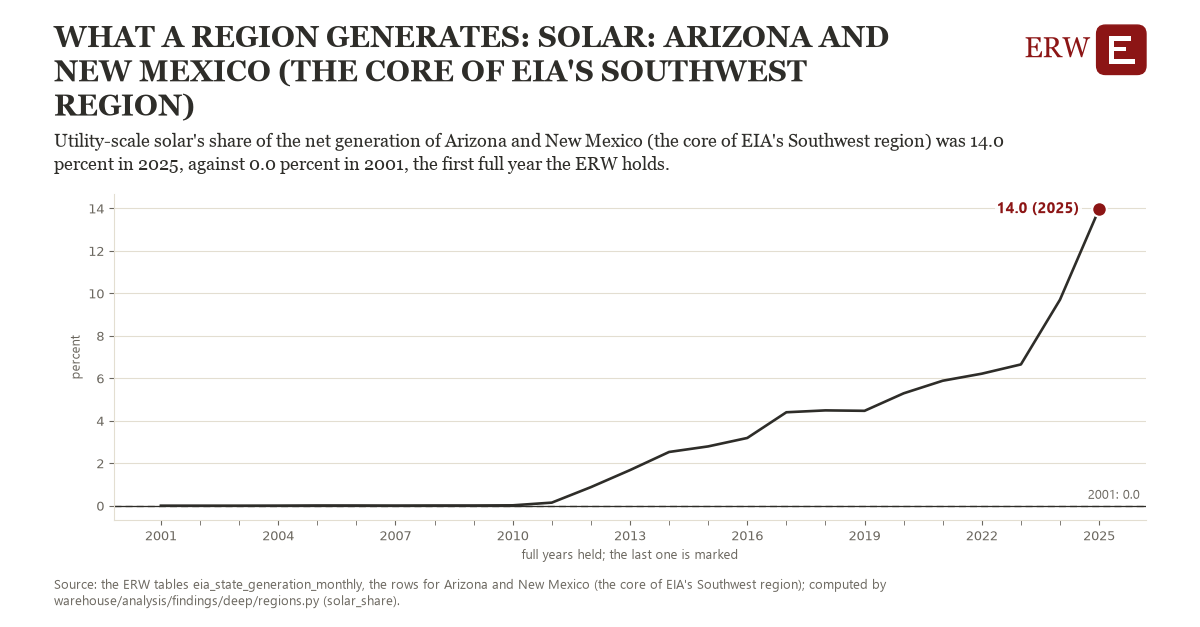 WHAT A REGION GENERATES: SOLAR: ARIZONA AND
NEW MEXICO (THE CORE OF EIA'S SOUTHWEST
REGION)
ERW
E
Utility-scale solar's share of the net generation of Arizona and New Mexico (the core of EIA's Southwest region) was 14.0
percent in 2025, against 0.0 percent in 2001, the first full year the ERW holds.
14
12
10
8
6
4
2
0
percent
14.0 (2025)
2001: 0.0
2001
2004
2007
2010
2013
2016
2019
2022
2025
full years held; the last one is marked
Source: the ERW tables eia_state_generation_monthly, the rows for Arizona and New Mexico (the core of EIA's Southwest region); computed by
warehouse/analysis/findings/deep/regions.py (solar_share).